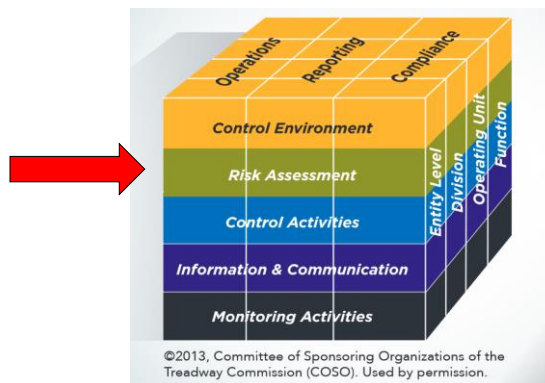 Operations
Reporting
Compliance
Control Environment
Risk Assessment
Control Activities
Information & Communication
Monitoring Activities
Entity Level
Division
Operating Unit
Function
©2013, Committee of Sponsoring Organizations of the
Treadway Commission (COSO). Used by permission.